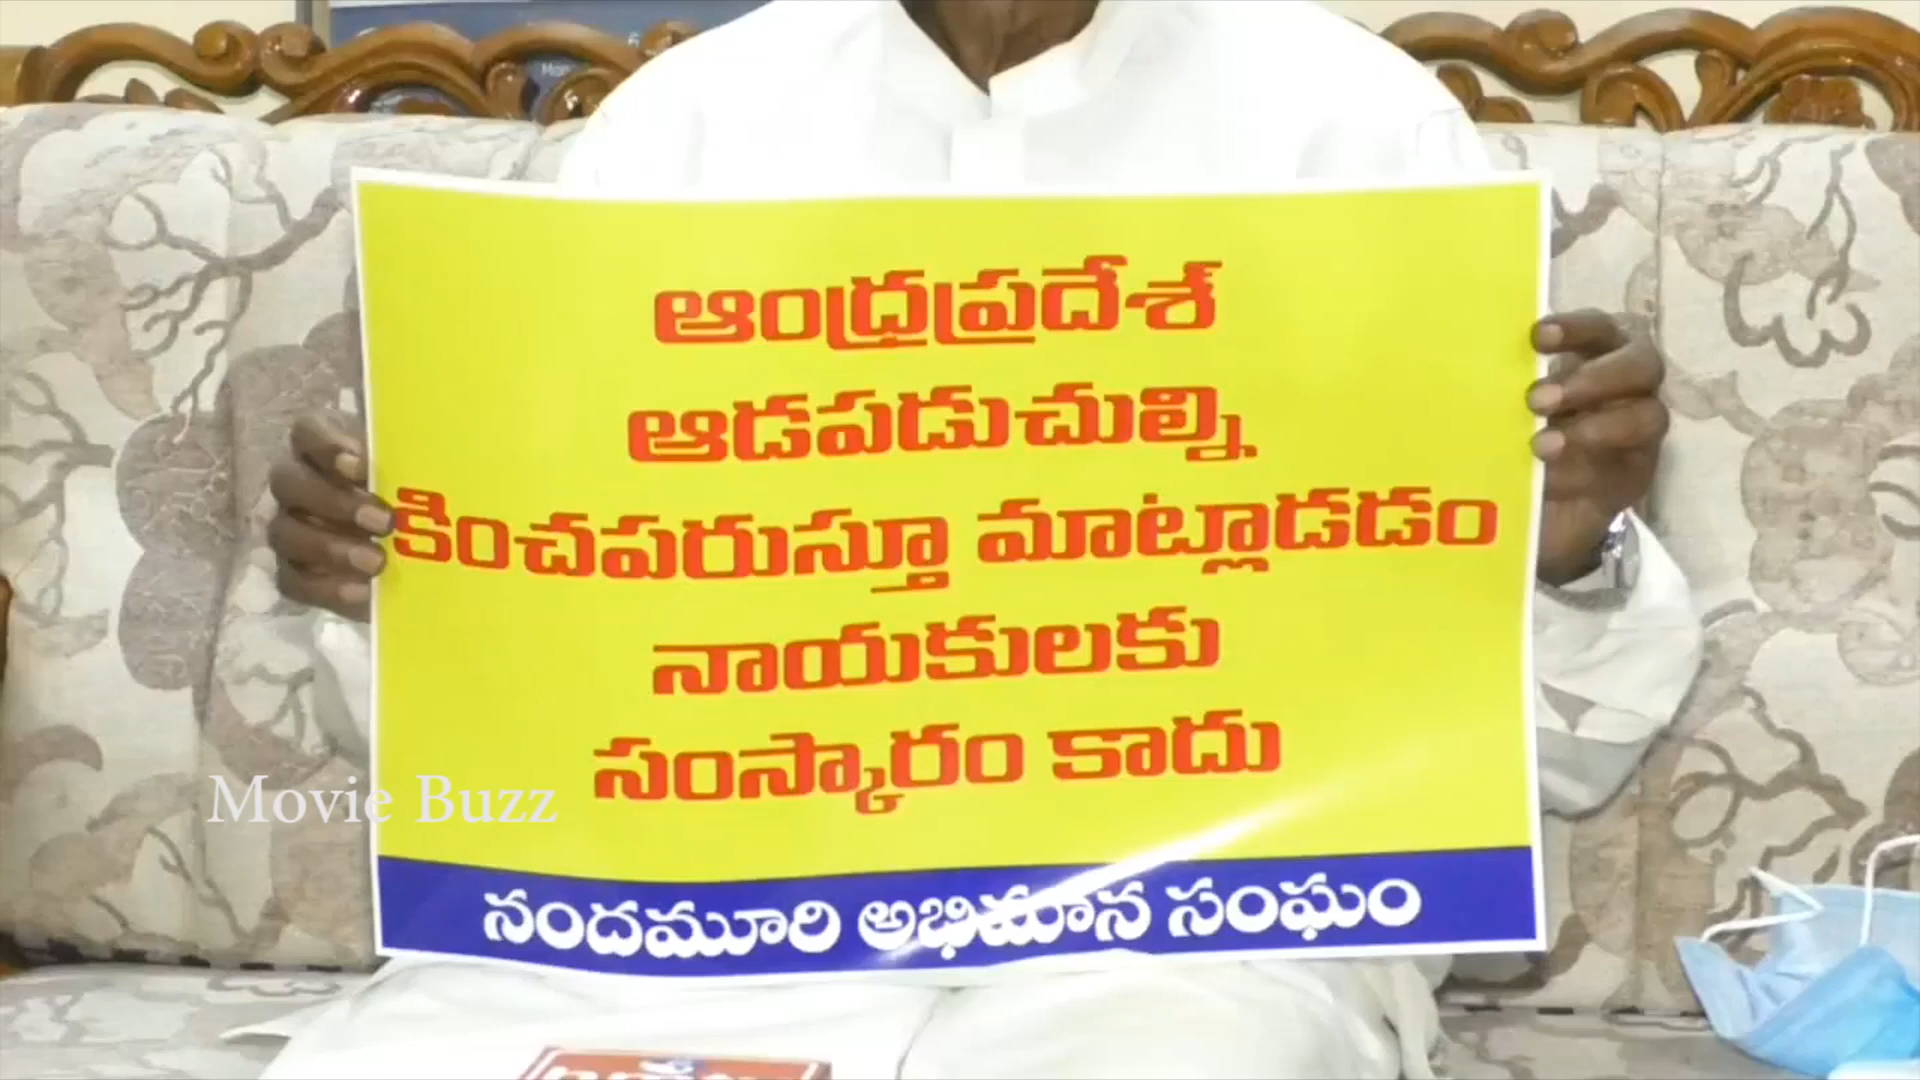 ఆంధ్రప్రదేశ్
ఆడపడుచుల్ని
కించపరుస్తూ మాట్లాడడం
నాయకులకు
సంస్కారం కాదు
Movie Buzz
నందమూరి అభిమాన సంఘం